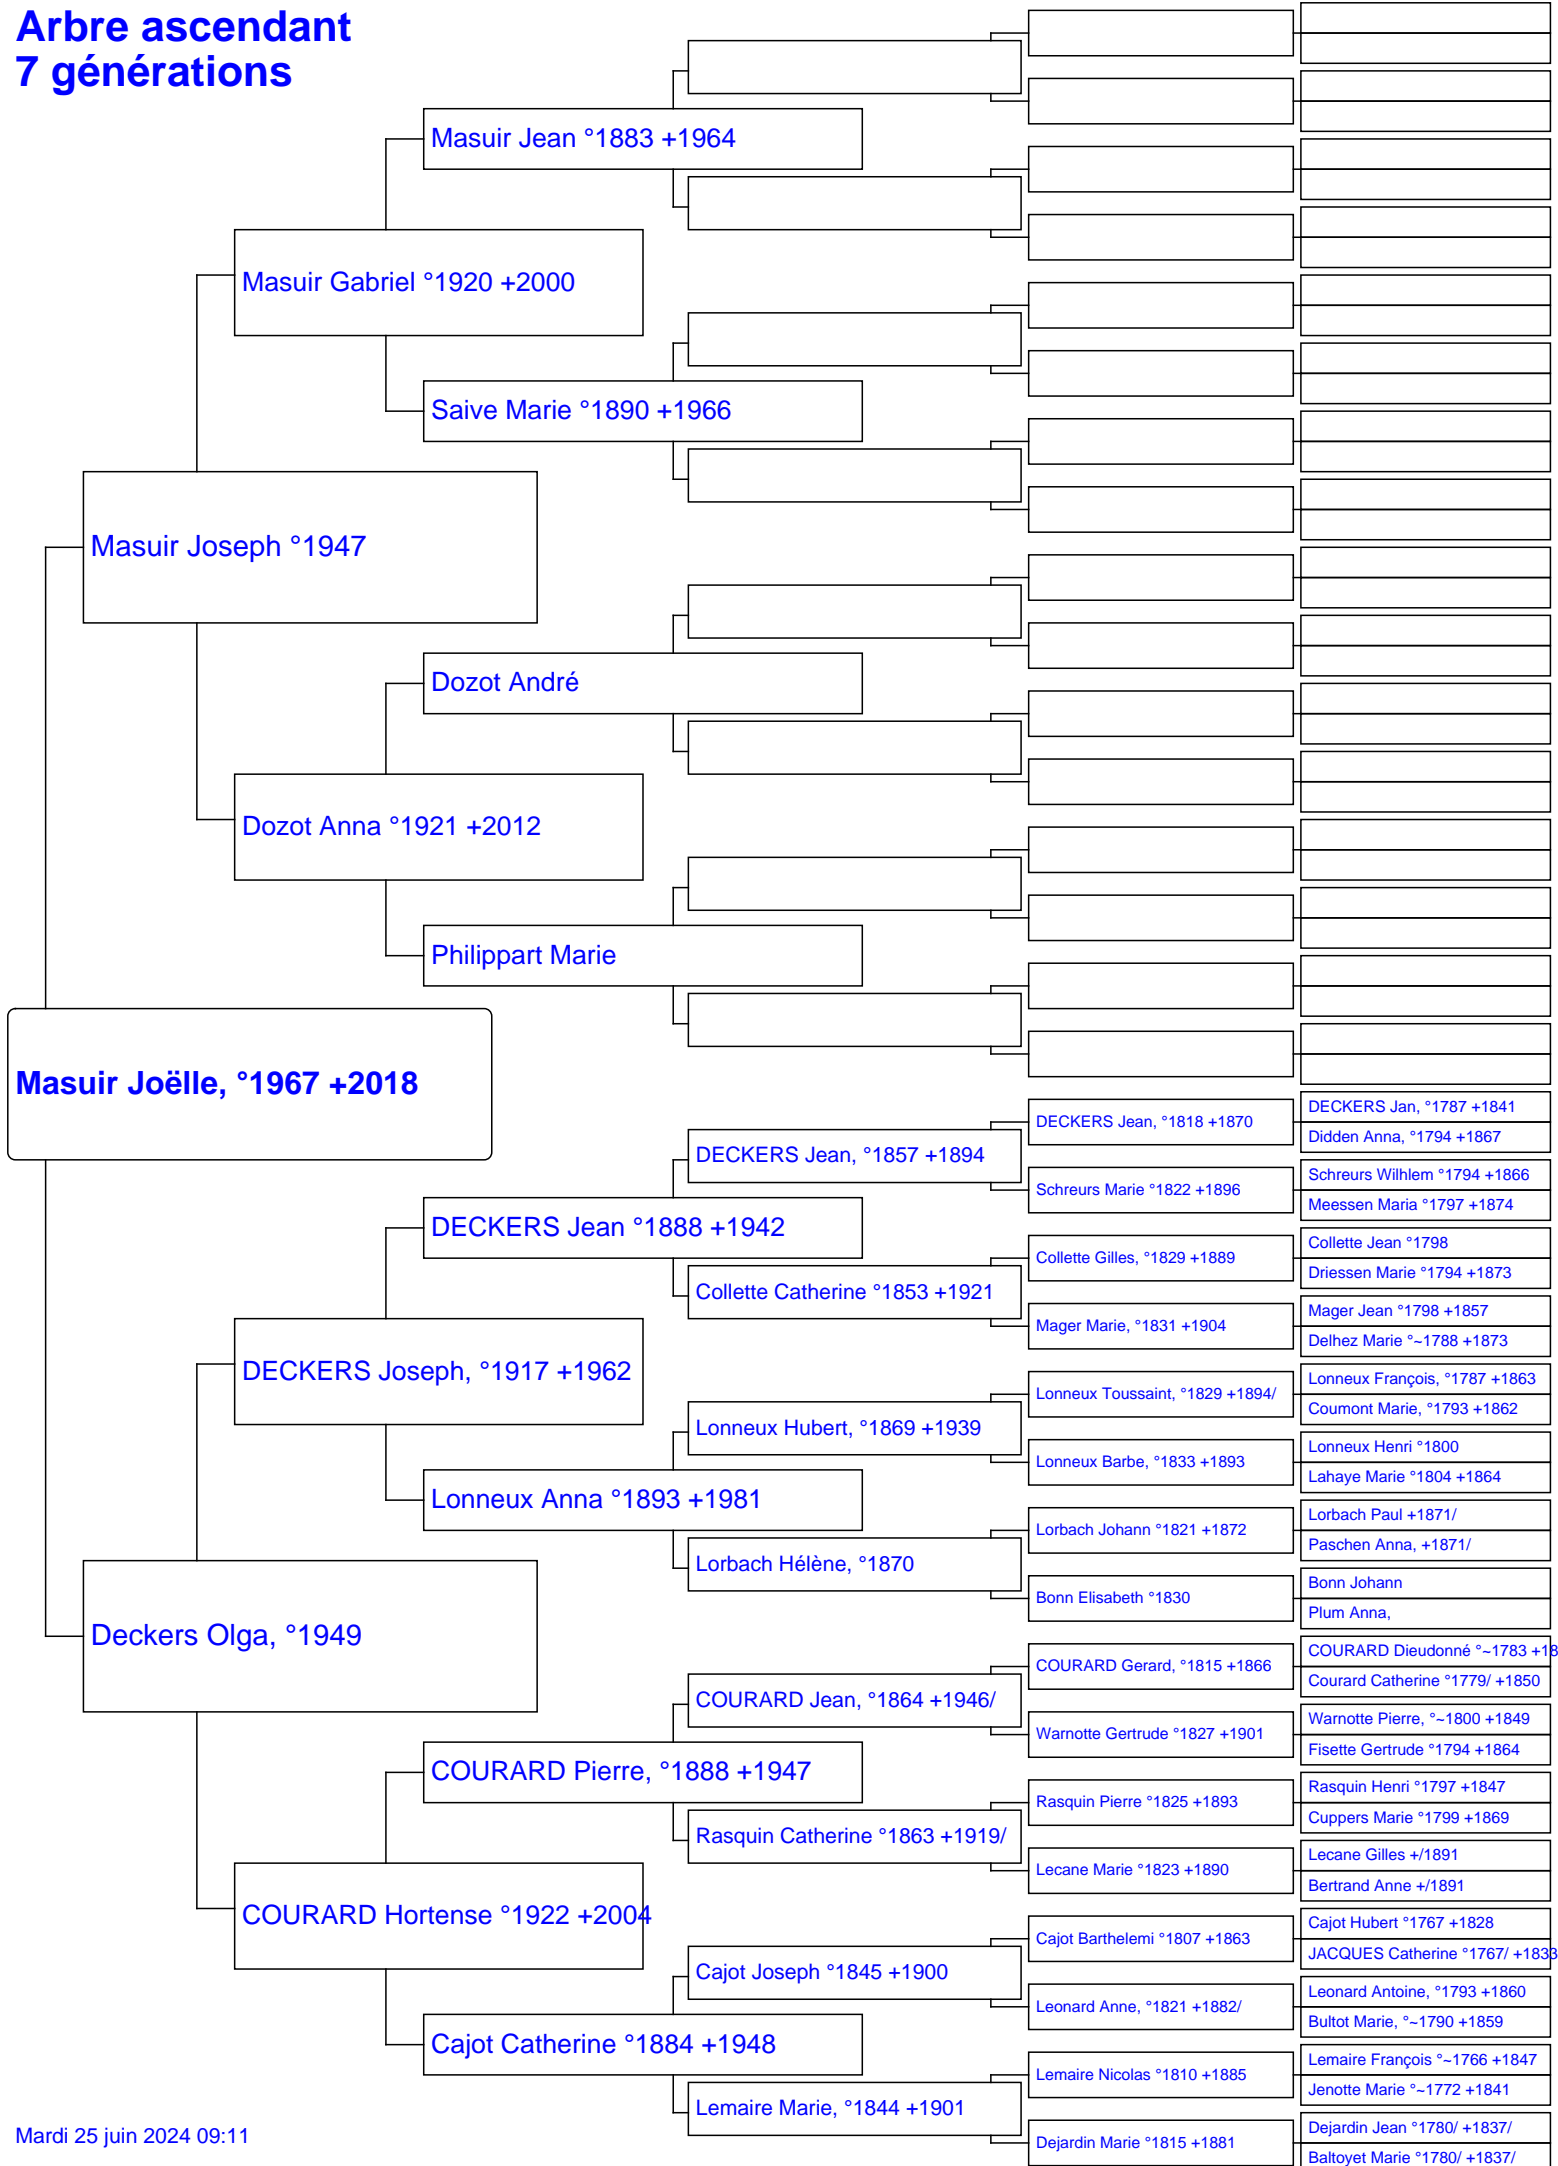 Arbre ascendant
7 générations
Masuir Jean °1883 +1964
Masuir Gabriel °1920 +2000
Saive Marie °1890 +1966
Masuir Joseph °1947
Dozot André
Dozot Anna °1921 +2012
Philippart Marie
Masuir Joëlle, °1967 +2018
DECKERS Jan, °1787 +1841
DECKERS Jean, °1818 +1870
Didden Anna, °1794 +1867
DECKERS Jean, °1857 +1894
Schreurs Wilhlem °1794 +1866
Schreurs Marie °1822 +1896
Meessen Maria °1797 +1874
DECKERS Jean °1888 +1942
Collette Jean °1798
Collette Gilles, °1829 +1889
Driessen Marie °1794 +1873
Collette Catherine °1853 +1921
Mager Jean °1798 +1857
Mager Marie, °1831 +1904
Delhez Marie °~1788 +1873
DECKERS Joseph, °1917 +1962
Lonneux François, °1787 +1863
Lonneux Toussaint, °1829 +1894/
Coumont Marie, °1793 +1862
Lonneux Hubert, °1869 +1939
Lonneux Henri °1800
Lonneux Barbe, °1833 +1893
Lahaye Marie °1804 +1864
Lonneux Anna °1893 +1981
Lorbach Paul +1871/
Lorbach Johann °1821 +1872
Paschen Anna, +1871/
Lorbach Hélène, °1870
Bonn Johann
Bonn Elisabeth °1830
Plum Anna,
Deckers Olga, °1949
COURARD Dieudonné °~1783 +18
COURARD Gerard, °1815 +1866
Courard Catherine °1779/ +1850
COURARD Jean, °1864 +1946/
Warnotte Pierre, °~1800 +1849
Warnotte Gertrude °1827 +1901
Fisette Gertrude °1794 +1864
COURARD Pierre, °1888 +1947
Rasquin Henri °1797 +1847
Rasquin Pierre °1825 +1893
Cuppers Marie °1799 +1869
Rasquin Catherine °1863 +1919/
Lecane Gilles +/1891
Lecane Marie °1823 +1890
Bertrand Anne +/1891
COURARD Hortense °1922 +2004
Cajot Hubert °1767 +1828
Cajot Barthelemi °1807 +1863
JACQUES Catherine °1767/ +1833
Cajot Joseph °1845 +1900
Leonard Antoine, °1793 +1860
Leonard Anne, °1821 +1882/
Bultot Marie, °~1790 +1859
Cajot Catherine °1884 +1948
Lemaire François °~1766 +1847
Lemaire Nicolas °1810 +1885
Jenotte Marie °~1772 +1841
Lemaire Marie, °1844 +1901
Dejardin Jean °1780/ +1837/
Dejardin Marie °1815 +1881
Baltoyet Marie °1780/ +1837/
Mardi 25 juin 2024 09:11